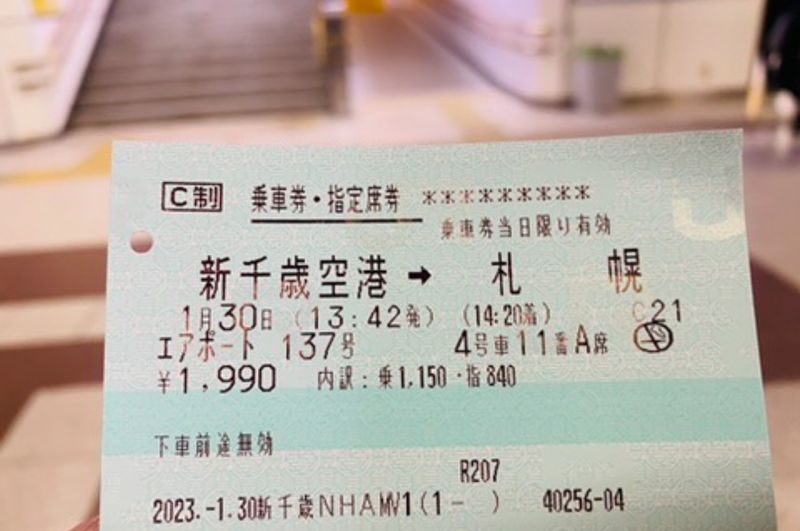 C制 乗車券・指定席券 ＊＊＊＊＊＊＊＊＊
乗車券当日限り有効
新千歳空港 → 札幌
1月30日 (13:42発) (14:20着) C21
エアポート 137号 4号車11番A席
￥1,990 内訳:乗1,150・指840
下車前途無効
R207
2023.-1.30新千歳NHAMV1(1- ) 40256-04